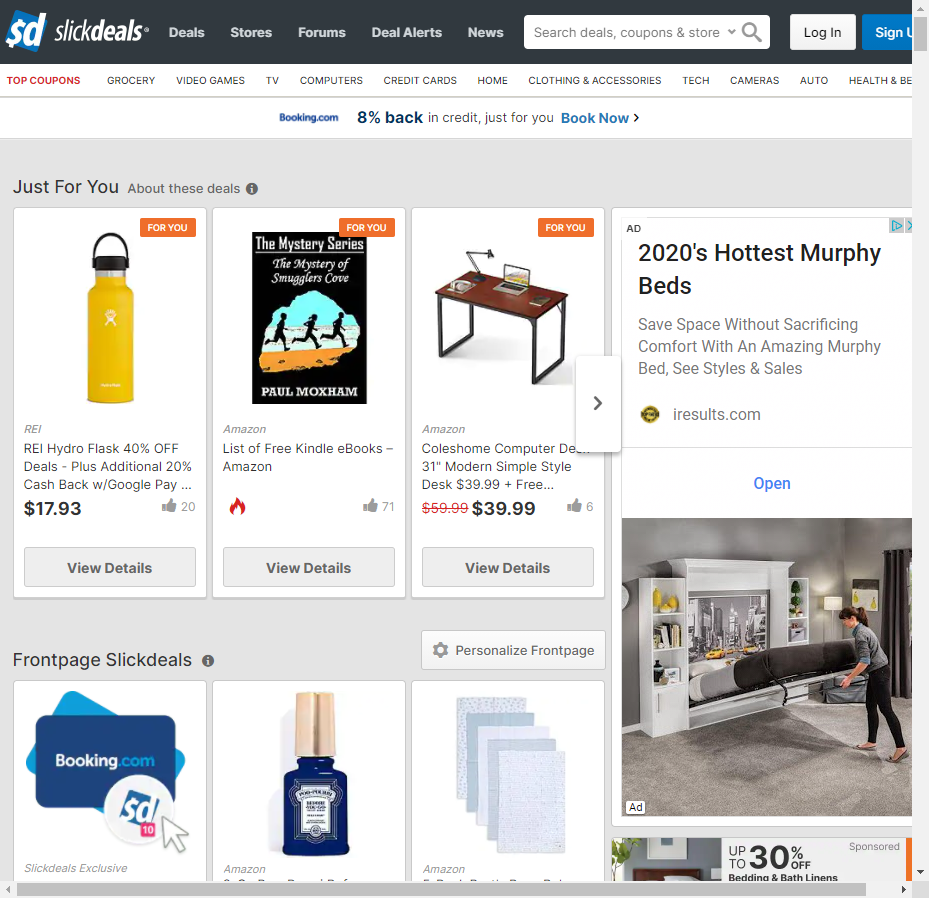 sd slickdeals®
Deals
Stores
Forums
Deal Alerts
News
Search deals, coupons & store
Log In
Sign U
TOP COUPONS
GROCERY
VIDEO GAMES
TV
COMPUTERS
CREDIT CARDS
HOME
CLOTHING & ACCESSORIES
TECH
CAMERAS
AUTO
HEALTH & BE
Booking.com 8% back in credit, just for you Book Now
Just For You About these deals
FOR YOU
REI
REI Hydro Flask 40% OFF
Deals - Plus Additional 20%
Cash Back w/Google Pay ...
$17.93
20
View Details
FOR YOU
The Mystery Series
The Mystery of
Smugglers Cove
PAUL MOXHAM
Amazon
List of Free Kindle eBooks –
Amazon
71
View Details
FOR YOU
Amazon
Coleshome Computer Desk
31" Modern Simple Style
Desk $39.99 + Free...
$59.99 $39.99
6
View Details
AD
2020's Hottest Murphy
Beds
Save Space Without Sacrificing
Comfort With An Amazing Murphy
Bed, See Styles & Sales
iresults.com
Open
Ad
Frontpage Slickdeals
Personalize Frontpage
Booking.com
sd
10
Slickdeals Exclusive
POO~POURRI
Amazon
Amazon
Sponsored
UP TO 30% OFF
Bedding & Bath Linens